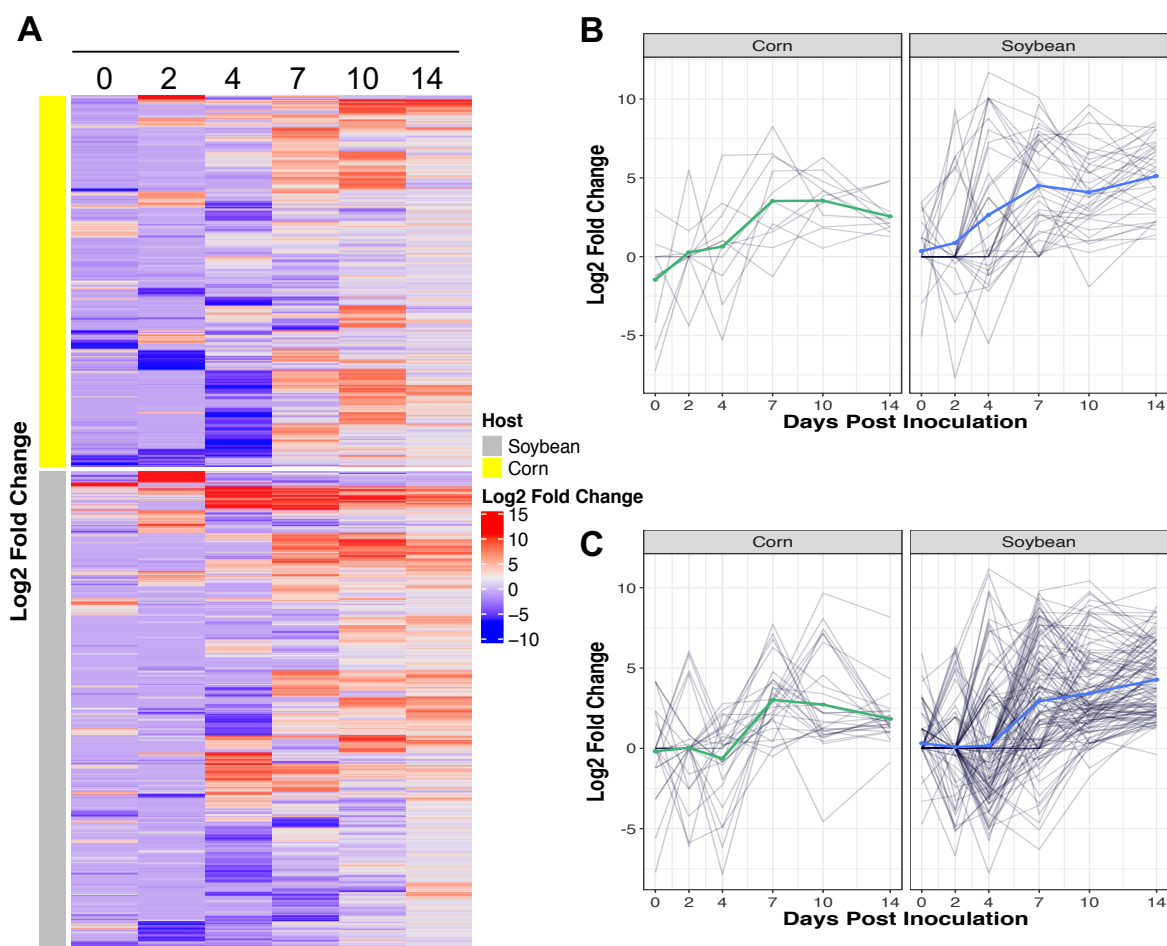 A
0 2 4 7 10 14
Log2 Fold Change
Host
Soybean
Corn
Log2 Fold Change
15
10
5
0
−5
−10
B
Corn
Soybean
Log2 Fold Change
10
5
0
-5
0 2 4 7 10 14
0 2 4 7 10 14
Days Post Inoculation
C
Corn
Soybean
Log2 Fold Change
10
5
0
-5
0 2 4 7 10 14
0 2 4 7 10 14
Days Post Inoculation